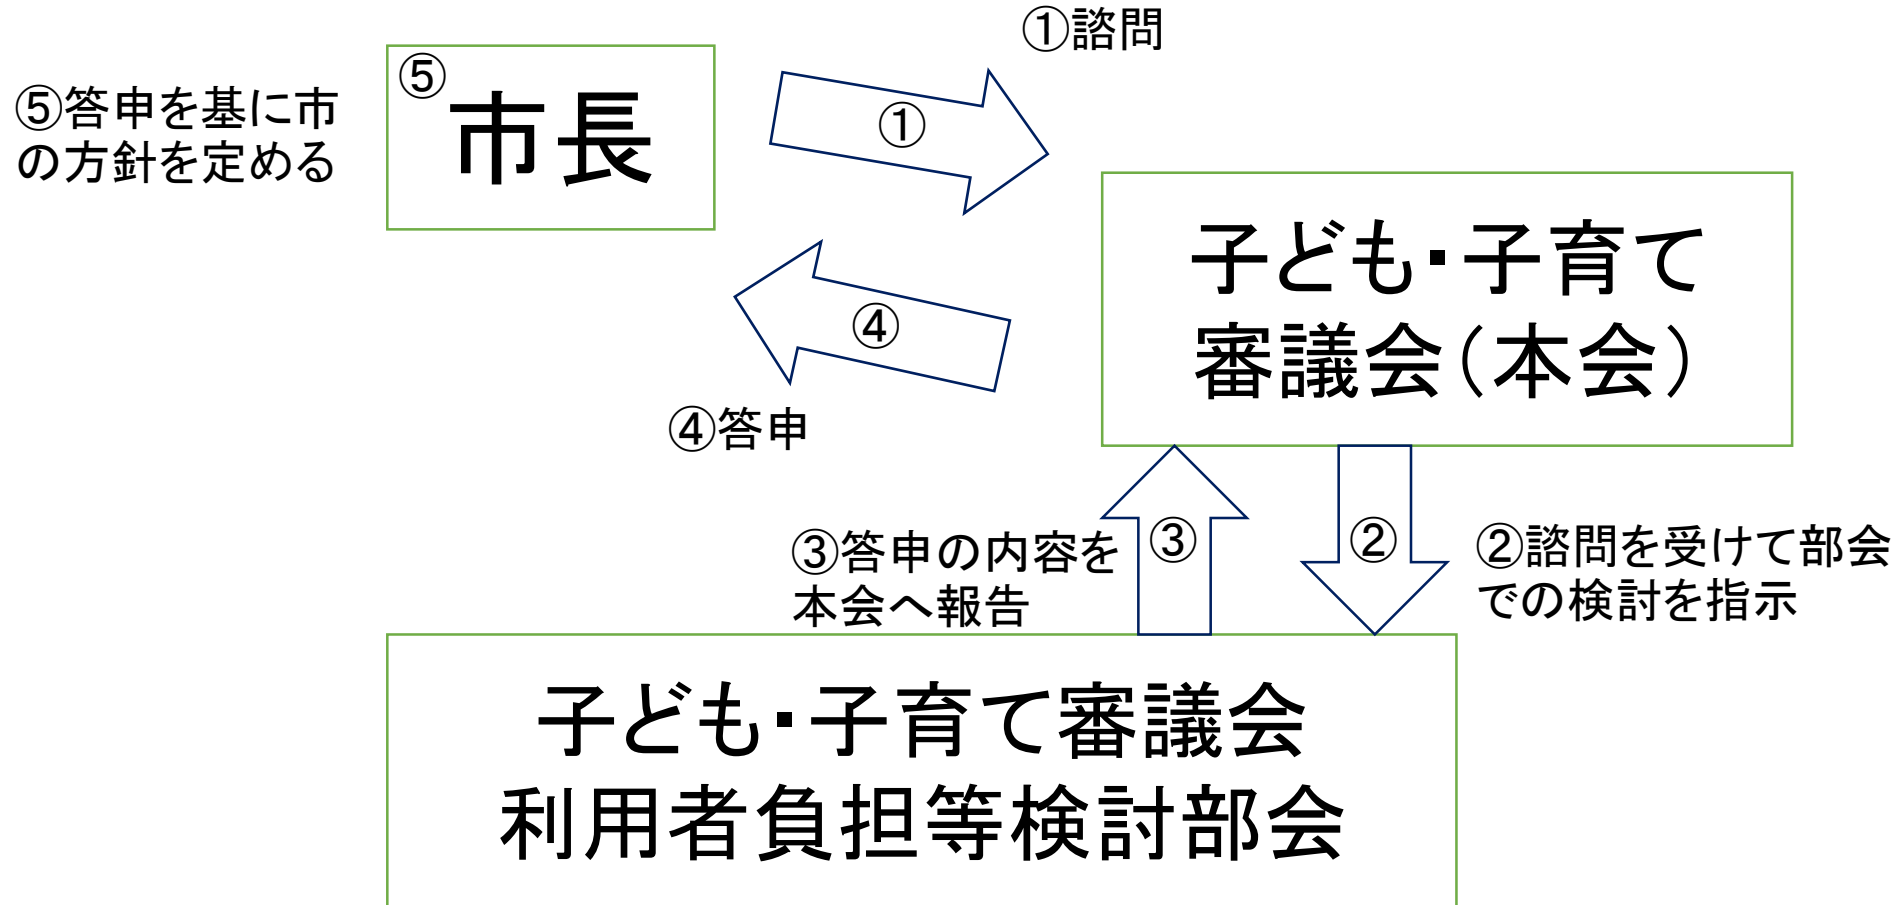 ①諮問
⑤
市長
⑤答申を基に市
の方針を定める
①
子ども・子育て
審議会(本会)
④
④答申
③答申の内容を
本会へ報告
③
②
②諮問を受けて部会
での検討を指示
子ども・子育て審議会
利用者負担等検討部会